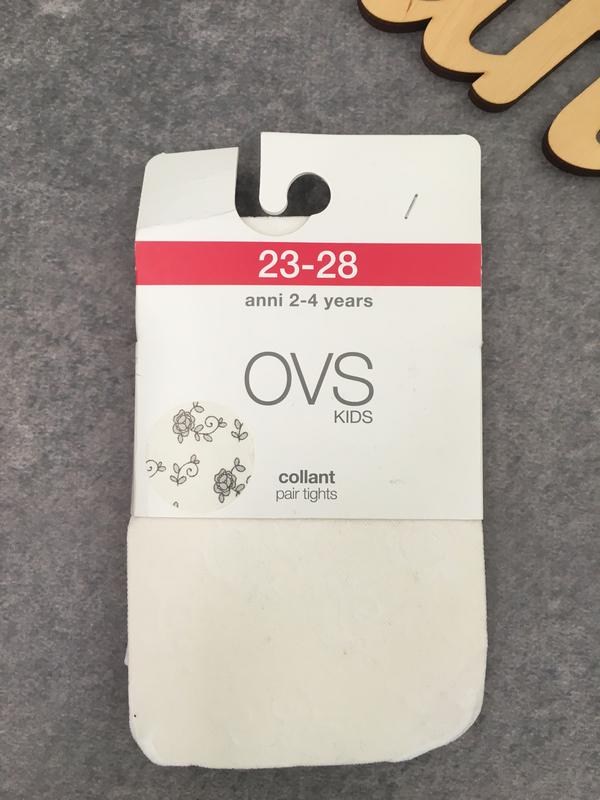 23-28
anni 2-4 years
OVS
KIDS
collant
pair tights